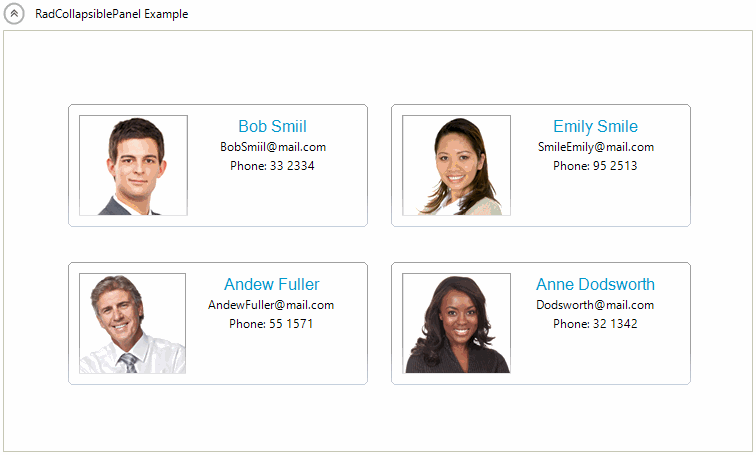 RadCollapsiblePanel Example
Bob Smiil
BobSmiil@mail.com
Phone: 33 2334
Emily Smile
SmileEmily@mail.com
Phone: 95 2513
Andew Fuller
AndewFuller@mail.com
Phone: 55 1571
Anne Dodsworth
Dodsworth@mail.com
Phone: 32 1342